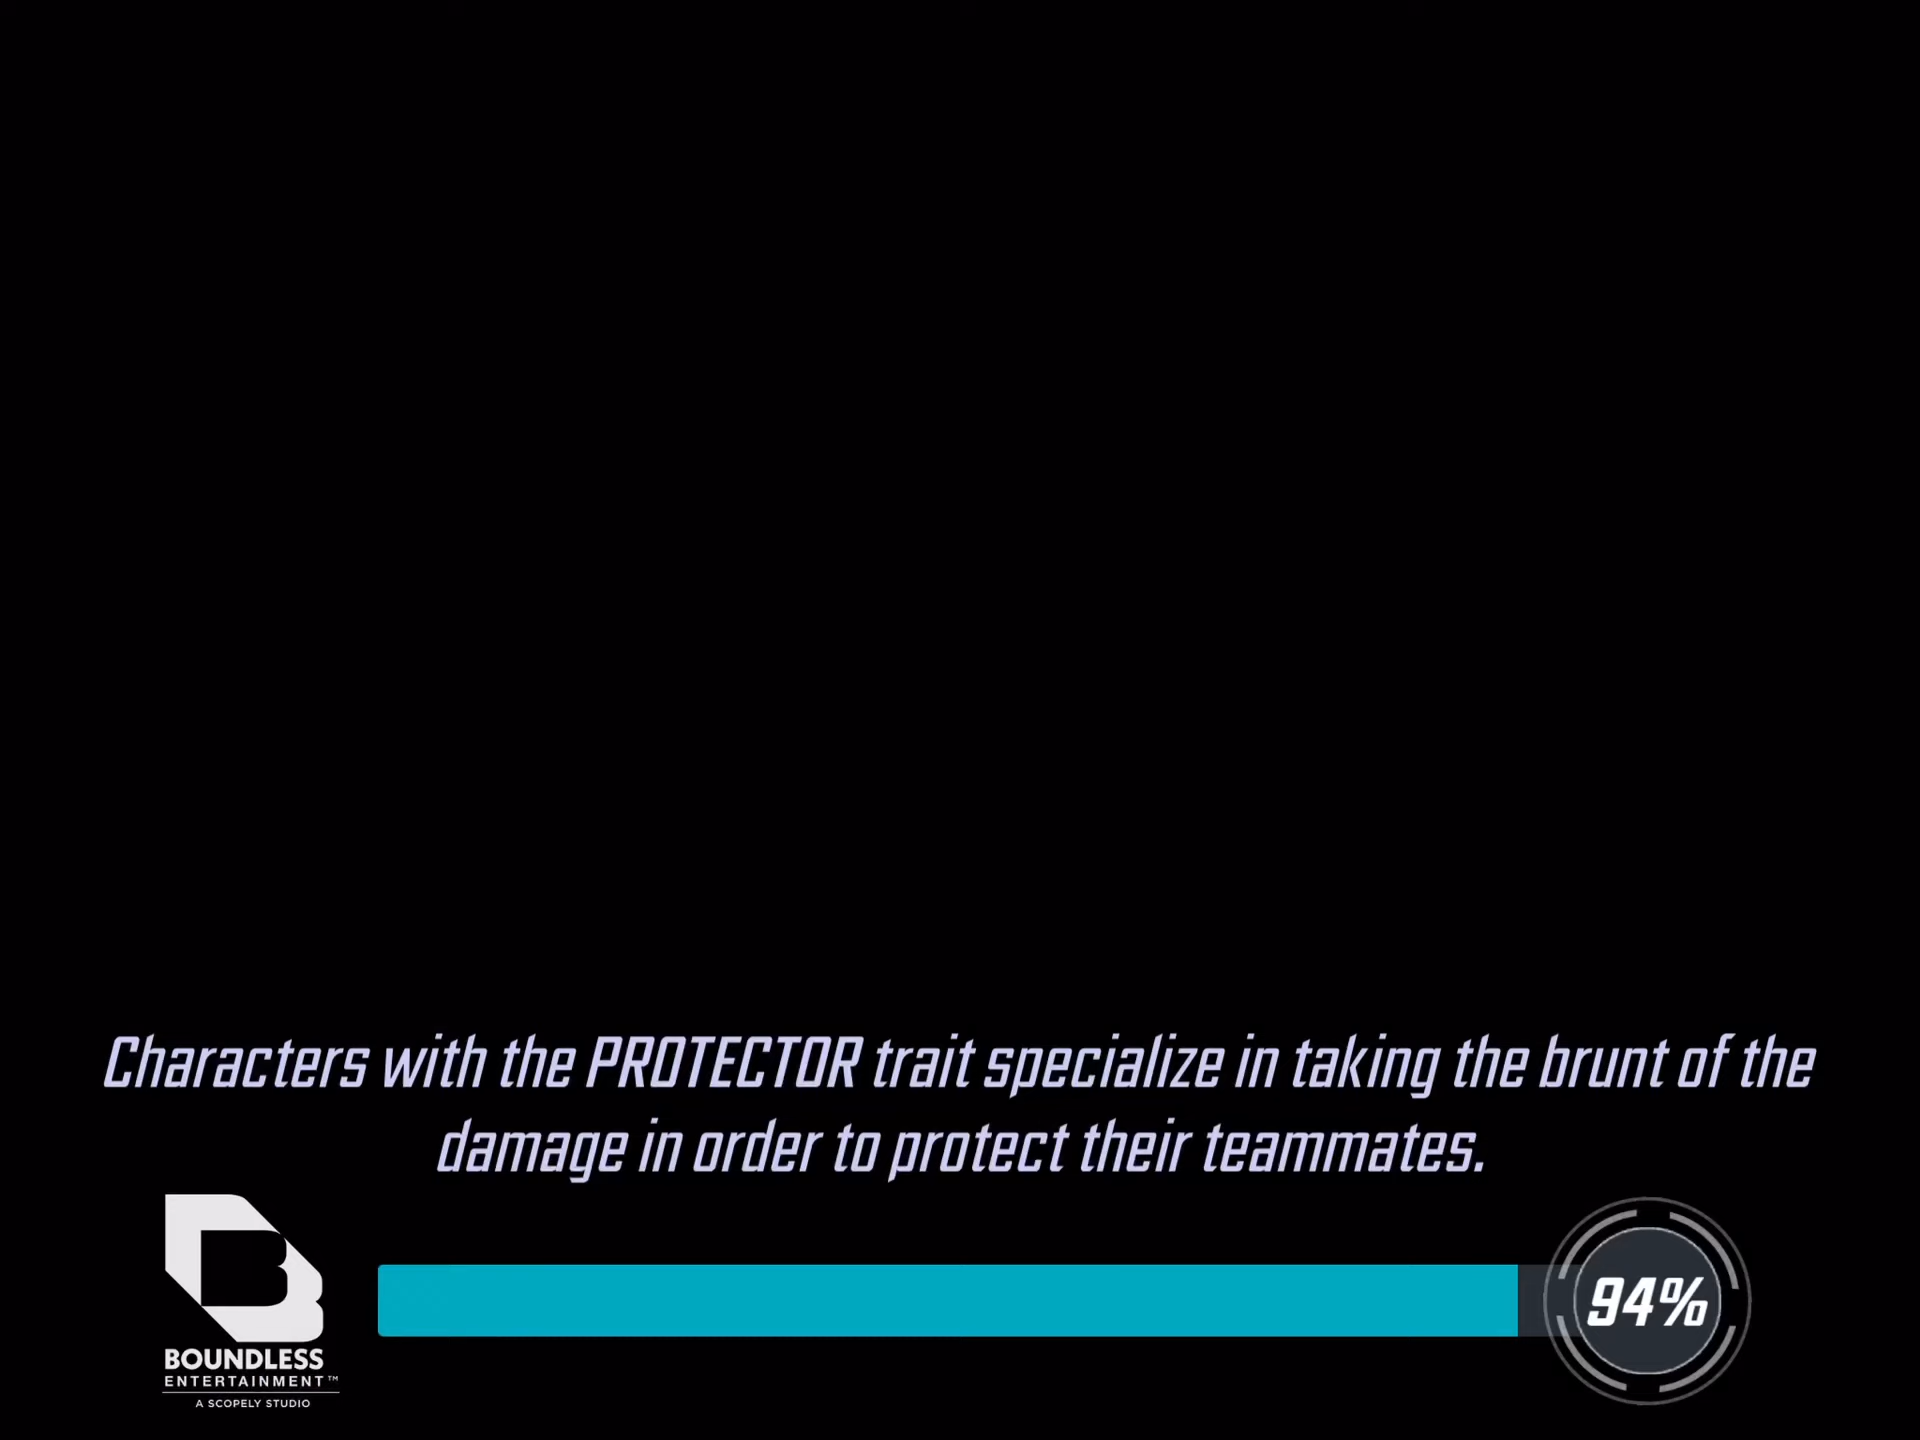 Characters with the PROTECTOR trait specialize in taking the brunt of the
damage in order to protect their teammates.
94%
BOUNDLESS
ENTERTAINMENT™
A SCOPELY STUDIO